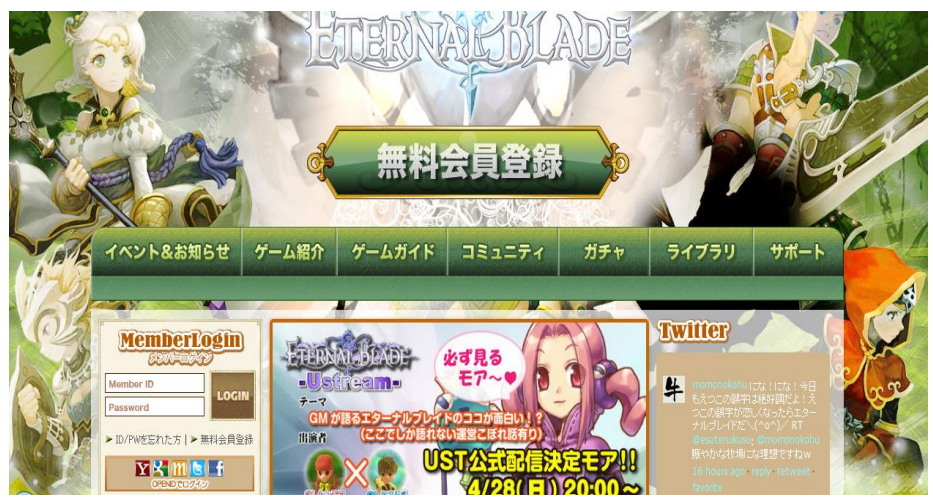 ETERNAL BLADE
無料会員登録
イベント&お知らせ ゲーム紹介 ゲームガイド コミュニティ ガチャ ライブラリ サポート
MemberLogin
メンバーログイン
Member ID
Password
LOGIN
ID/PWを忘れた方 | 無料会員登録
OPENIDでログイン
ETERNAL BLADE
-Ustream-
テーマ
GMが語るエターナルブレイドのココが面白い!?
(ここでしか語れない運営こぼれ話有り)
出演者
必ず見る
モア~♥
UST公式配信決定モア!!
4/28(日)20:00~
Twitter
牛
momonokohu にな!にな!今日
もえつこの誤字は絶好調だよ!え
つこの誤字が恋しくなったらエター
ナルブレイドだ＼(^o^)／ RT
@esuterukusu: @momonokohu
賑やかな牧場になる理想ですねw
16 hours ago · reply · retweet ·
favorite